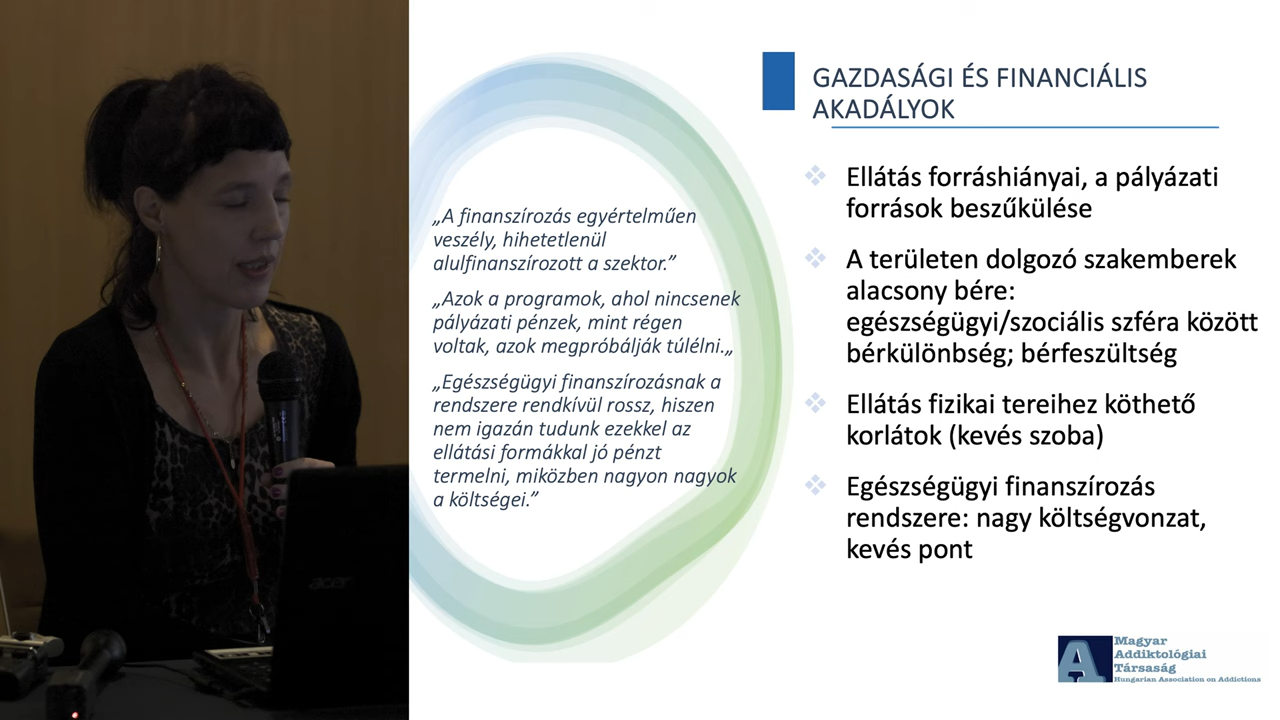 GAZDASÁGI ÉS FINANCIÁLIS
AKADÁLYOK
„A finanszírozás egyértelműen
veszély, hihetetlenül
alulfinanszírozott a szektor.”
„Azok a programok, ahol nincsenek
pályázati pénzek, mint régen
voltak, azok megpróbálják túlélni.„
„Egészségügyi finanszírozásnak a
rendszere rendkívül rossz, hiszen
nem igazán tudunk ezekkel az
ellátási formákkal jó pénzt
termelni, miközben nagyon nagyok
a költségei.”
Ellátás forráshiányai, a pályázati
források beszűkülése
A területen dolgozó szakemberek
alacsony bére:
egészségügyi/szociális szféra között
bérkülönbség; bérfeszültség
Ellátás fizikai tereihez köthető
korlátok (kevés szoba)
Egészségügyi finanszírozás
rendszere: nagy költségvonzat,
kevés pont
acer
A
Magyar
Addiktológiai
Társaság
Hungarian Association on Addictions